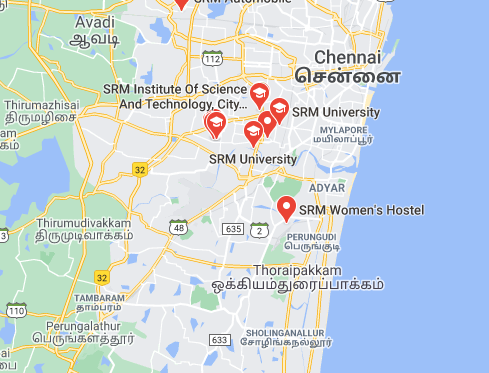 SRM Automobile
Avadi
ஆவடி
Chennai
சென்னை
112
SRM Institute Of Science
And Technology, City...
Thirumazhisai
திருமழிசை
SRM University
MYLAPORE
மயிலாப்பூர்
SRM University
32
ADYAR
SRM Women's Hostel
Thirumudivakkam
திருமுடிவாக்கம்
48
635
2
PERUNGUDI
பெருங்குடி
Thoraipakkam
ஒக்கியம்துரைப்பாக்கம்
32
TAMBARAM
தாம்பரம்
110
Perungalathur
பெருங்களத்தூர்
SHOLINGANALLUR
சோழிங்கநல்லூர்
633